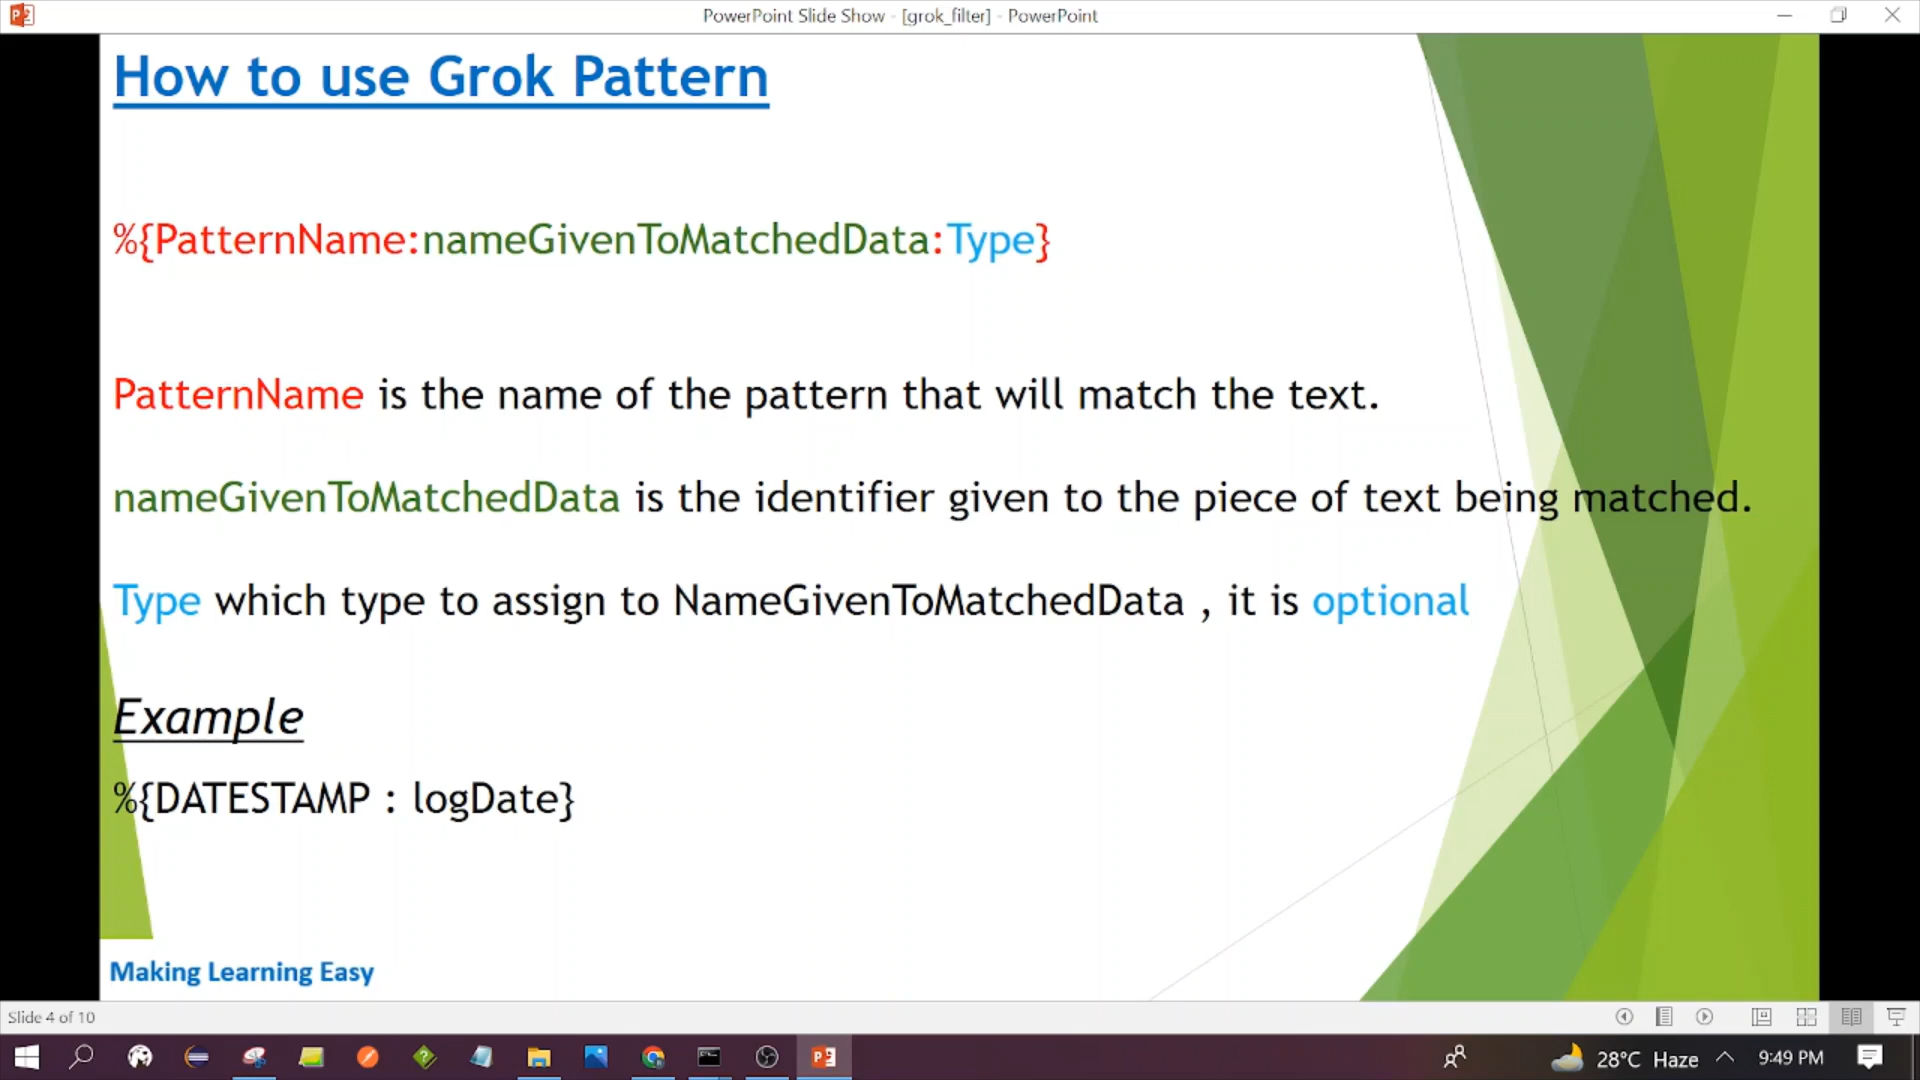 PowerPoint Slide Show - [grok_filter] - PowerPoint
How to use Grok Pattern
%{PatternName:nameGivenToMatchedData:Type}
PatternName is the name of the pattern that will match the text.
nameGivenToMatchedData is the identifier given to the piece of text being matched.
Type which type to assign to NameGivenToMatchedData , it is optional
Example
%{DATESTAMP : logDate}
Making Learning Easy
Slide 4 of 10
28°C Haze
9:49 PM